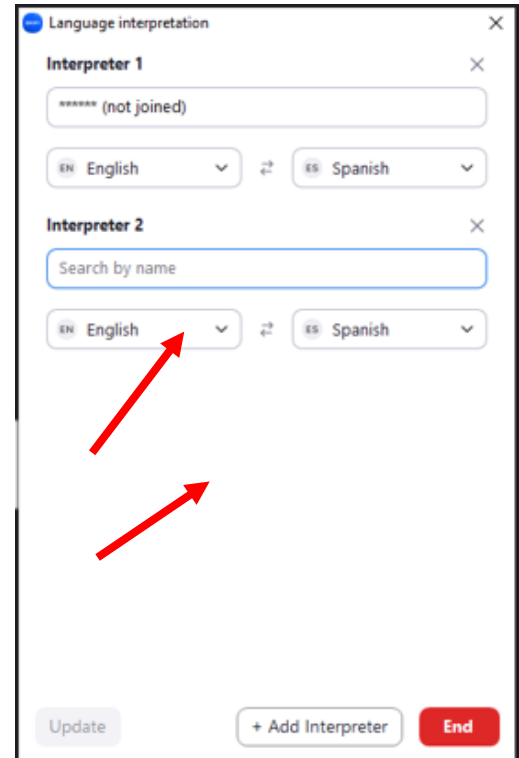 Language interpretation
Interpreter 1
****** (not joined)
EN English ES Spanish
Interpreter 2
Search by name
EN English ES Spanish
Update + Add Interpreter End